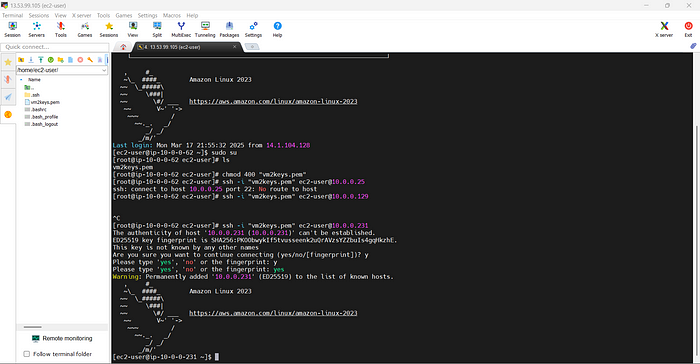 13.53.99.105 (ec2-user)
Terminal Sessions View X server Tools Games Settings Macros Help
Session Servers Tools Games Sessions View Split MultiExec Tunneling Packages Settings Help X server Exit
Quick connect...
4. 13.53.99.105 (ec2-user)
/home/ec2-user/
Name
..
.ssh
vm2keys.pem
.bashrc
.bash_profile
.bash_logout
Remote monitoring
Follow terminal folder
Amazon Linux 2023
https://aws.amazon.com/linux/amazon-linux-2023
Last login: Mon Mar 17 21:55:32 2025 from 14.1.104.128
[ec2-user@ip-10-0-0-62 ~]$ sudo su
[root@ip-10-0-0-62 ec2-user]# ls
vm2keys.pem
[root@ip-10-0-0-62 ec2-user]# chmod 400 "vm2keys.pem"
[root@ip-10-0-0-62 ec2-user]# ssh -i "vm2keys.pem" ec2-user@10.0.0.25
ssh: connect to host 10.0.0.25 port 22: No route to host
[root@ip-10-0-0-62 ec2-user]# ssh -i "vm2keys.pem" ec2-user@10.0.0.129
^C
[root@ip-10-0-0-62 ec2-user]# ssh -i "vm2keys.pem" ec2-user@10.0.0.231
The authenticity of host '10.0.0.231 (10.0.0.231)' can't be established.
ED25519 key fingerprint is
This key is not known by any other names
Are you sure you want to continue connecting (yes/no/[fingerprint])? y
Please type 'yes', 'no' or the fingerprint: y
Please type 'yes', 'no' or the fingerprint: yes
Warning: Permanently added '10.0.0.231' (ED25519) to the list of known hosts.
Amazon Linux 2023
https://aws.amazon.com/linux/amazon-linux-2023
[ec2-user@ip-10-0-0-231 ~]$